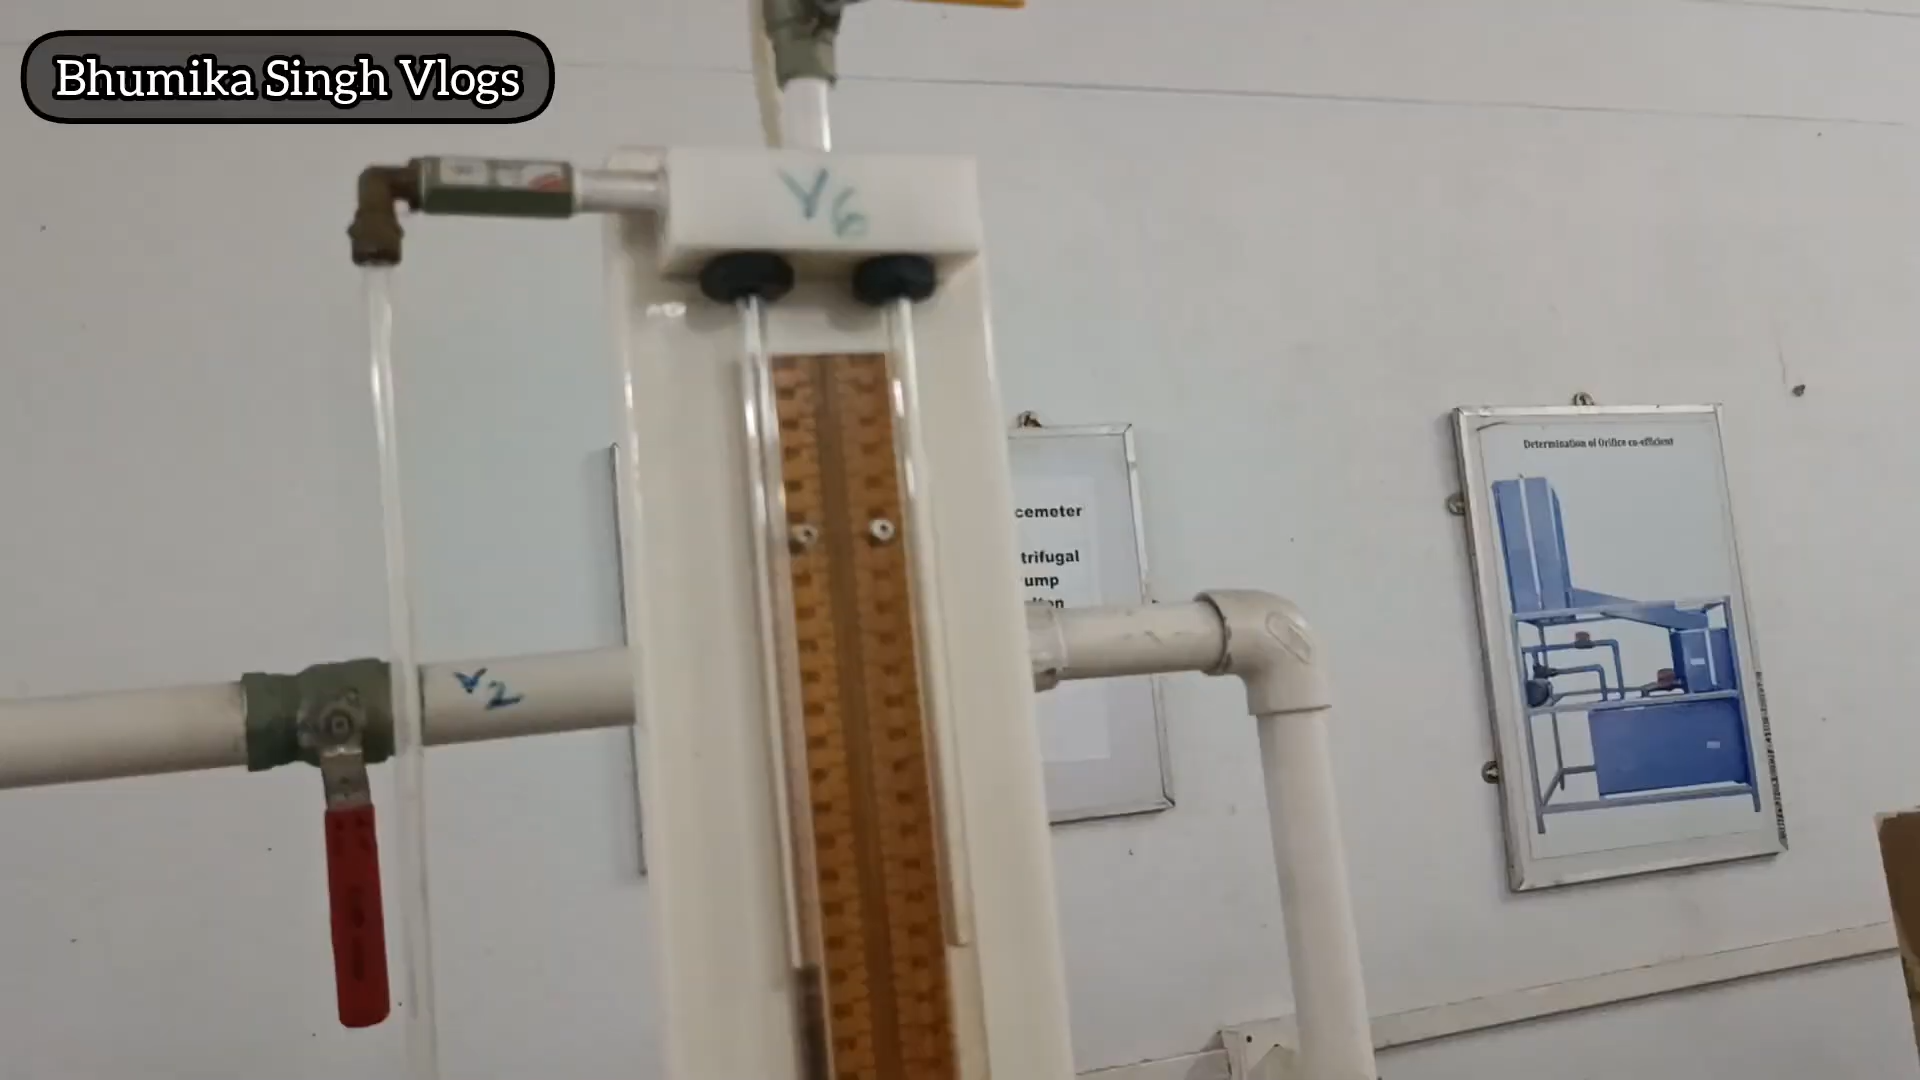 Bhumika Singh Vlogs
V6
V2
cemeter
trifugal
ump
Determination of Orifice co-efficient